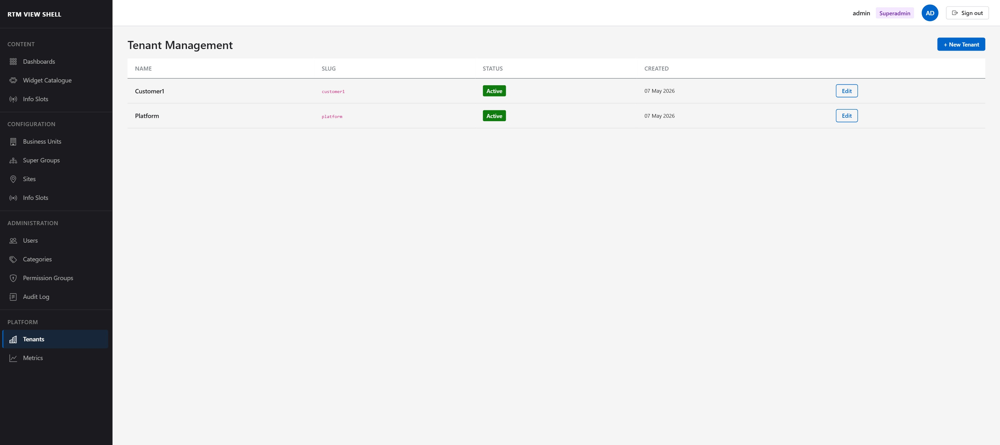 RTM VIEW SHELL
admin
Superadmin
AD
Sign out
CONTENT
Dashboards
Widget Catalogue
Info Slots
CONFIGURATION
Business Units
Super Groups
Sites
Info Slots
ADMINISTRATION
Users
Categories
Permission Groups
Audit Log
PLATFORM
Tenants
Metrics
Tenant Management
+ New Tenant
NAME SLUG STATUS CREATED
Customer1 customer1 Active 07 May 2026 Edit
Platform platform Active 07 May 2026 Edit